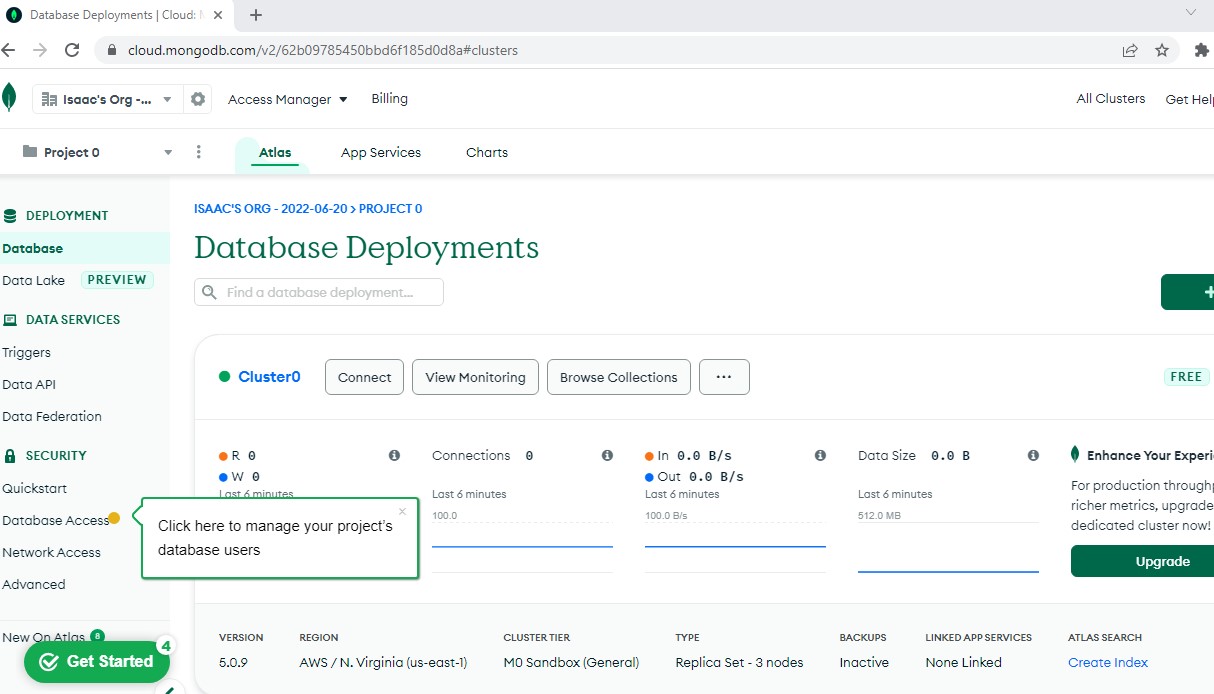 Database Deployments | Cloud:
cloud.mongodb.com/v2/62b09785450bbd6f185d0d8a#clusters
Isaac's Org -... Access Manager Billing All Clusters Get Help
Project 0 Atlas App Services Charts
DEPLOYMENT
Database
Data Lake PREVIEW
DATA SERVICES
Triggers
Data API
Data Federation
SECURITY
Quickstart
Database Access
Network Access
Advanced
New On Atlas 8
Get Started 4
ISAAC'S ORG - 2022-06-20 > PROJECT 0
Database Deployments
Find a database deployment...
+
Cluster0 Connect View Monitoring Browse Collections ... FREE
R 0
W 0
Last 6 minutes
Click here to manage your project's
database users
Connections 0
Last 6 minutes
100.0
In 0.0 B/s
Out 0.0 B/s
Last 6 minutes
100.0 B/s
Data Size 0.0 B
Last 6 minutes
512.0 MB
Enhance Your Experi
For production throughp
richer metrics, upgrade
dedicated cluster now!
Upgrade
VERSION REGION CLUSTER TIER TYPE BACKUPS LINKED APP SERVICES ATLAS SEARCH
5.0.9 AWS / N. Virginia (us-east-1) M0 Sandbox (General) Replica Set - 3 nodes Inactive None Linked Create Index